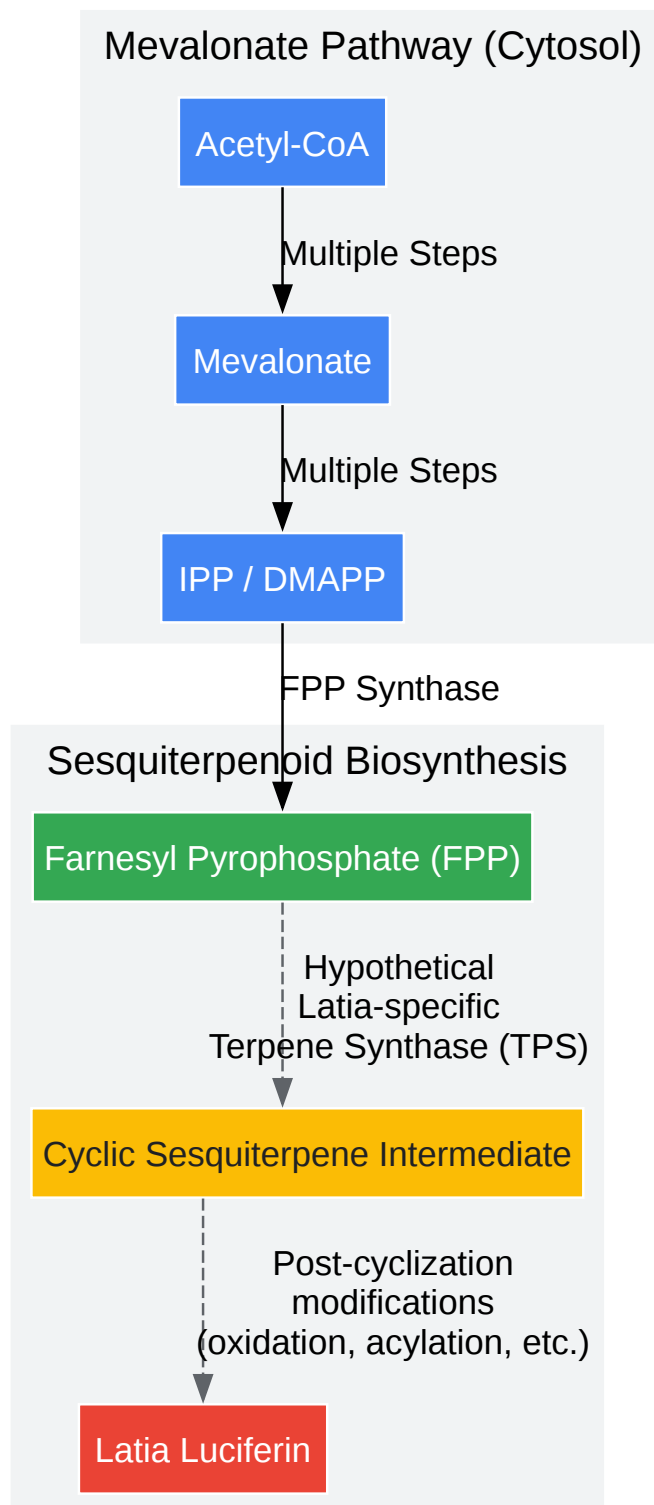 Mevalonate Pathway (Cytosol)
Acetyl-CoA
Multiple Steps
Mevalonate
Multiple Steps
IPP / DMAPP
FPP Synthase
Sesquiterpenoid Biosynthesis
Farnesyl Pyrophosphate (FPP)
Hypothetical
Latia-specific
Terpene Synthase (TPS)
Cyclic Sesquiterpene Intermediate
Post-cyclization
modifications
(oxidation, acylation, etc.)
Latia Luciferin